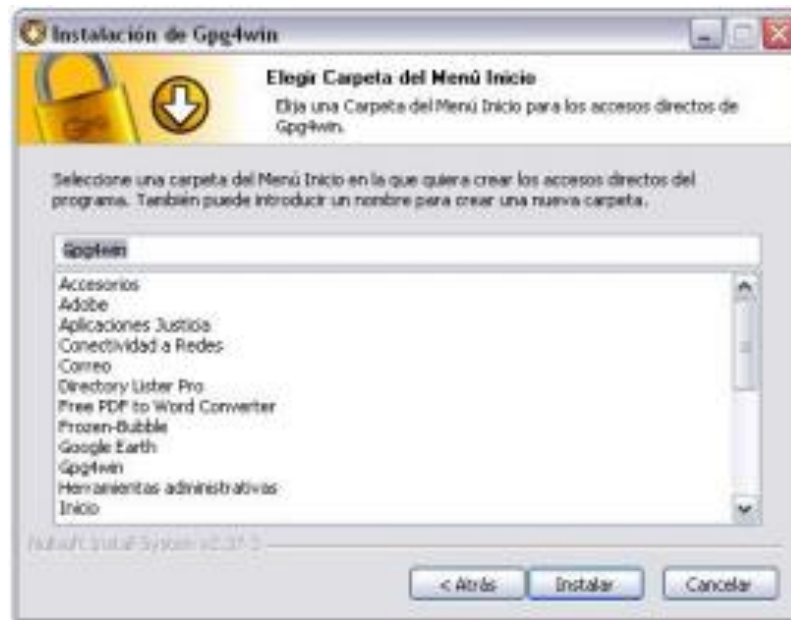 Instalación de Gpg4win
Elegir Carpeta del Menú Inicio
Elija una Carpeta del Menú Inicio para los accesos directos de
Gpg4win.
Seleccione una carpeta del Menú Inicio en la que quiera crear los accesos directos del
programa. También puede introducir un nombre para crear una nueva carpeta.
Gpg4win
Accesorios
Adobe
Aplicaciones Justicia
Conectividad a Redes
Correo
Directory Lister Pro
Free PDF to Word Converter
Frozen-Bubble
Google Earth
Gpg4win
Herramientas administrativas
Inicio
Nullsoft Install System
< Atrás
Instalar
Cancelar